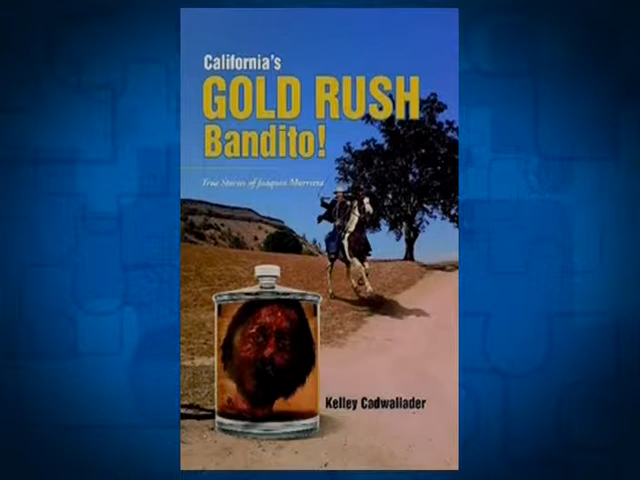 California's
GOLD RUSH
Bandito!
True Stories of Joaquin Murrieta
Kelley Cadwallader